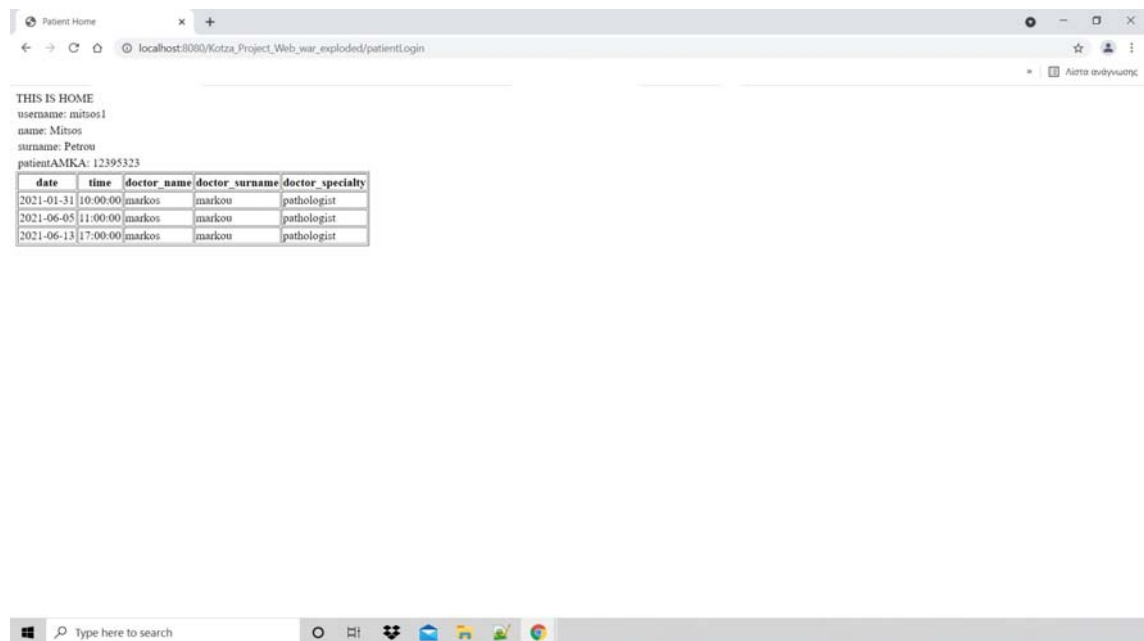 Patient Home
localhost:8080/Kotza_Project_Web_war_exploded/patientLogin
» Λίστα ανάγνωσης
THIS IS HOME
username: mitsos1
name: Mitsos
surname: Petrou
patientAMKA: 12395323
date time doctor_name doctor_surname doctor_specialty
2021-01-31 10:00:00 markos markou pathologist
2021-06-05 11:00:00 markos markou pathologist
2021-06-13 17:00:00 markos markou pathologist
Type here to search